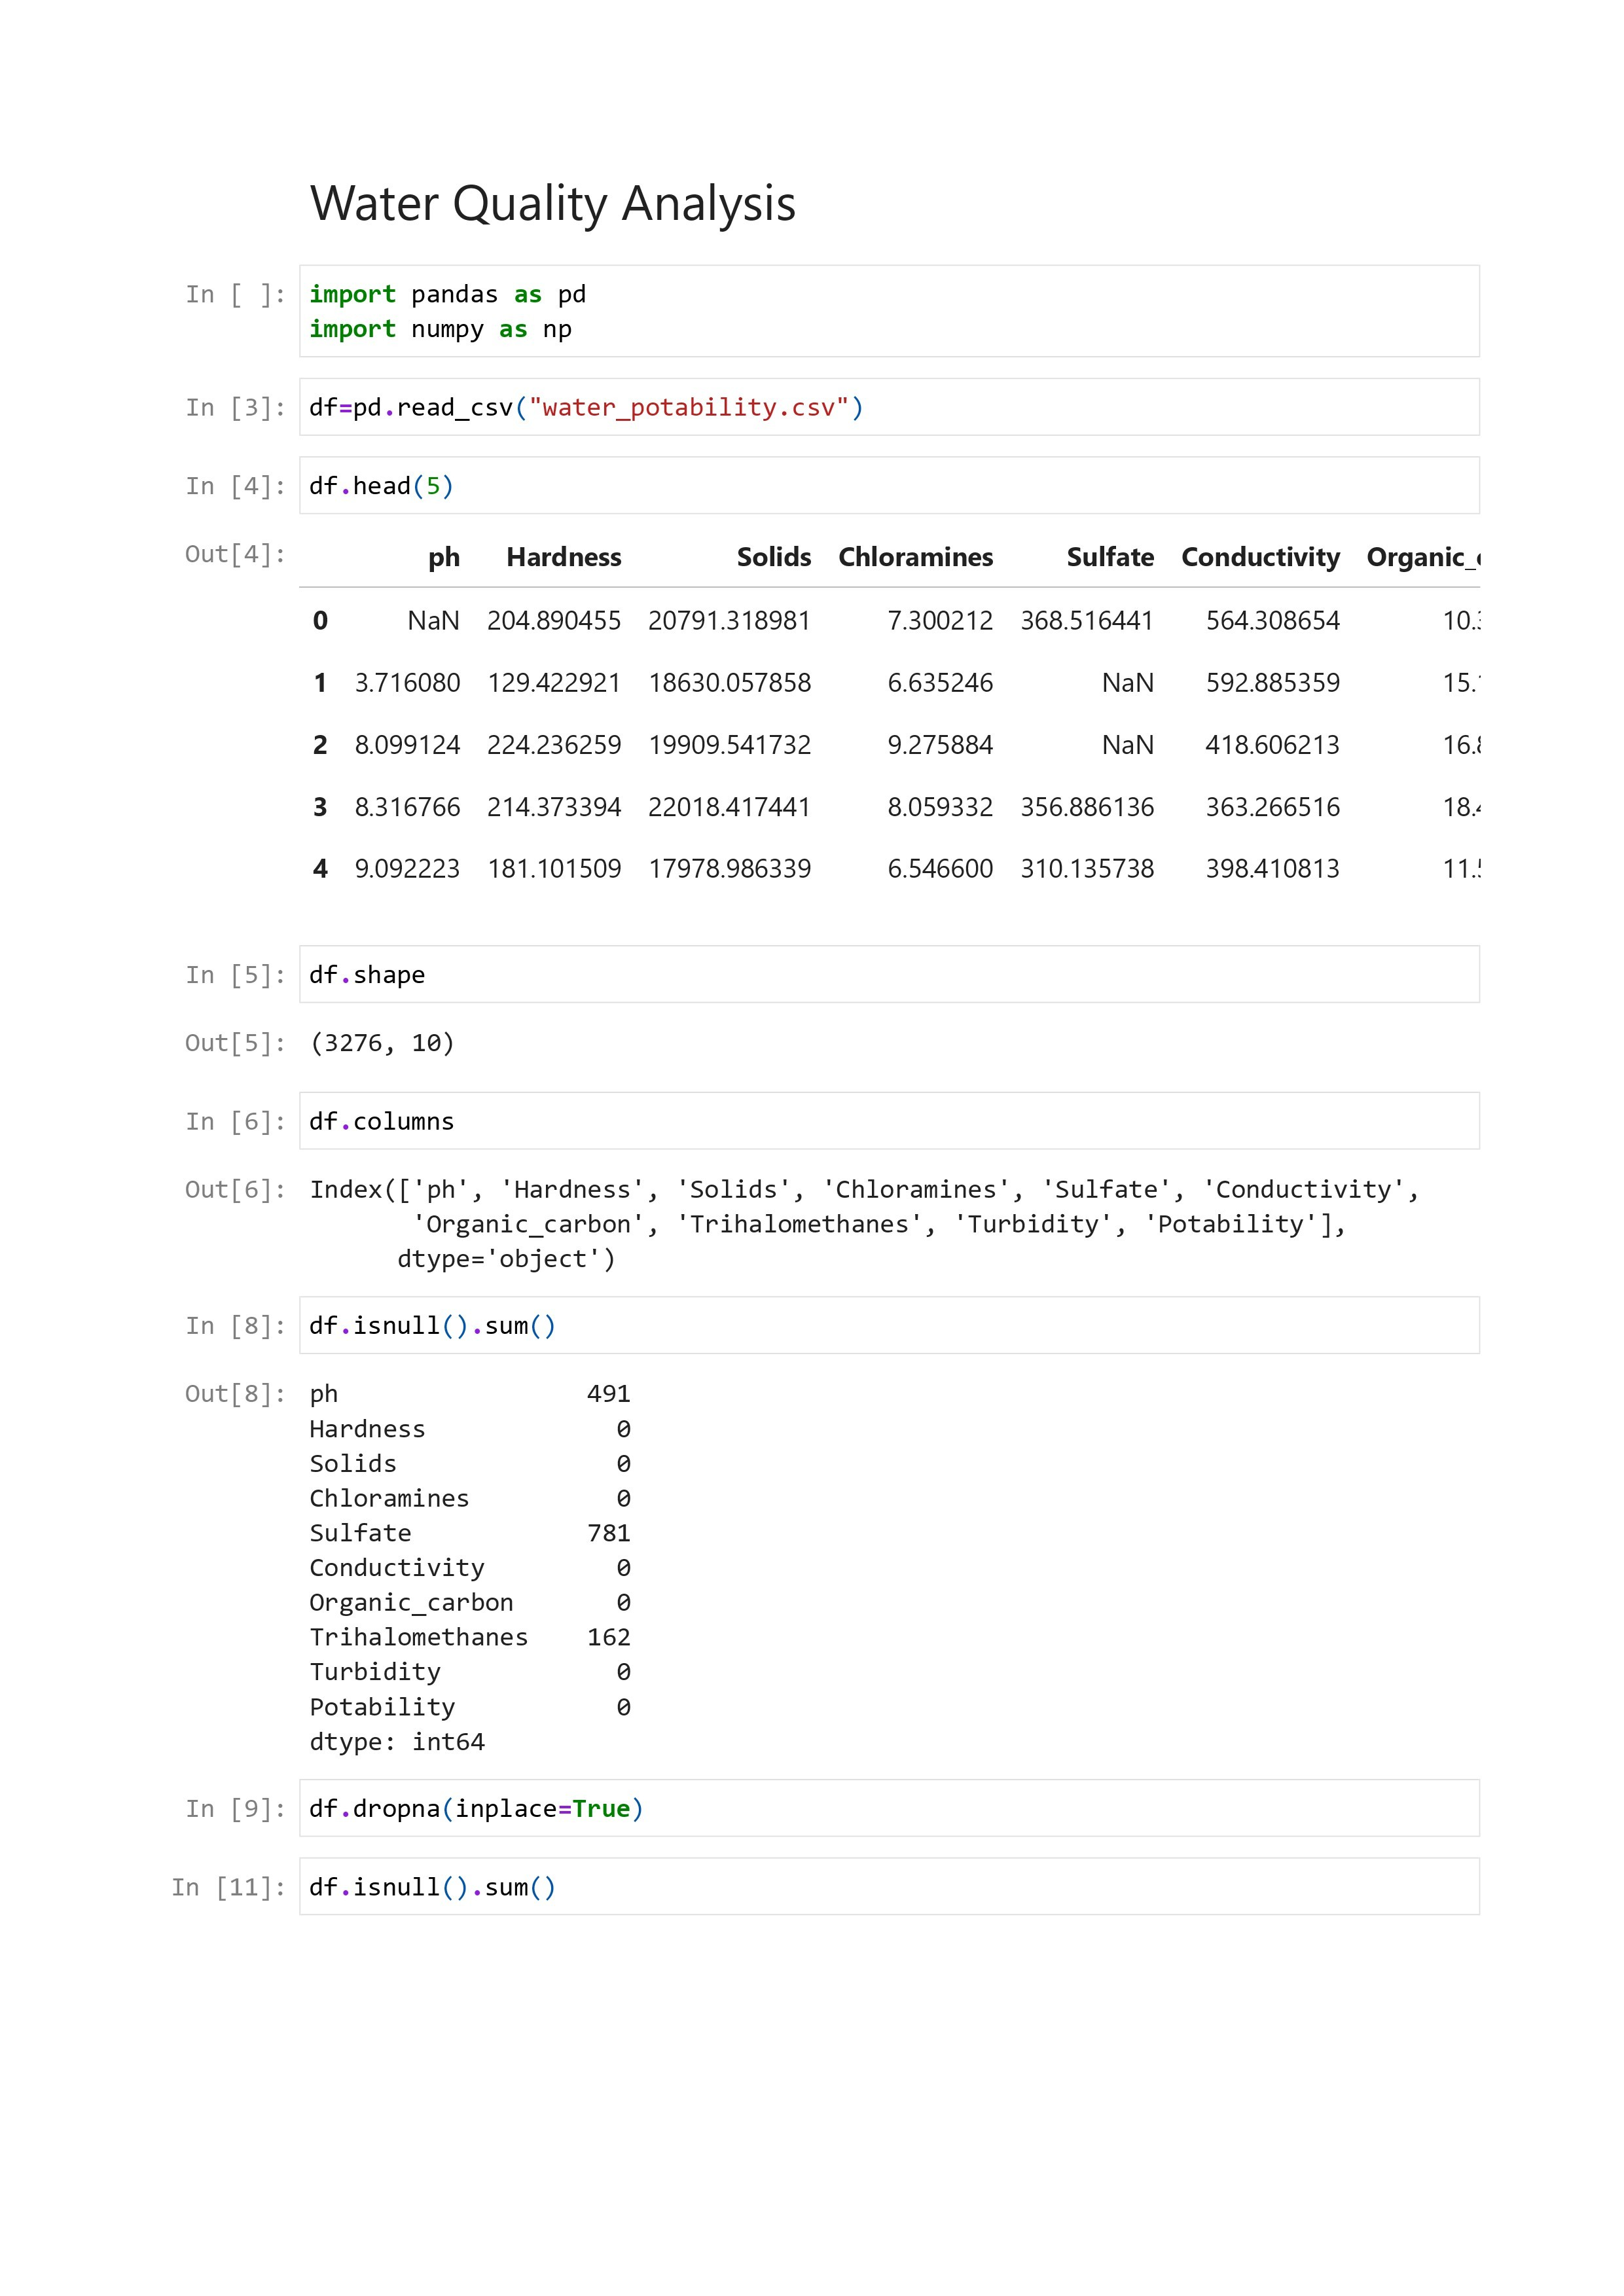 Water Quality Analysis
In [ ]: import pandas as pd
import numpy as np
In [3]: df=pd.read_csv("water_potability.csv")
In [4]: df.head(5)
Out[4]: ph Hardness Solids Chloramines Sulfate Conductivity Organic_
0 NaN 204.890455 20791.318981 7.300212 368.516441 564.308654 10.
1 3.716080 129.422921 18630.057858 6.635246 NaN 592.885359 15.
2 8.099124 224.236259 19909.541732 9.275884 NaN 418.606213 16.
3 8.316766 214.373394 22018.417441 8.059332 356.886136 363.266516 18.
4 9.092223 181.101509 17978.986339 6.546600 310.135738 398.410813 11.
In [5]: df.shape
Out[5]: (3276, 10)
In [6]: df.columns
Out[6]: Index(['ph', 'Hardness', 'Solids', 'Chloramines', 'Sulfate', 'Conductivity',
'Organic_carbon', 'Trihalomethanes', 'Turbidity', 'Potability'],
dtype='object')
In [8]: df.isnull().sum()
Out[8]: ph 491
Hardness 0
Solids 0
Chloramines 0
Sulfate 781
Conductivity 0
Organic_carbon 0
Trihalomethanes 162
Turbidity 0
Potability 0
dtype: int64
In [9]: df.dropna(inplace=True)
In [11]: df.isnull().sum()